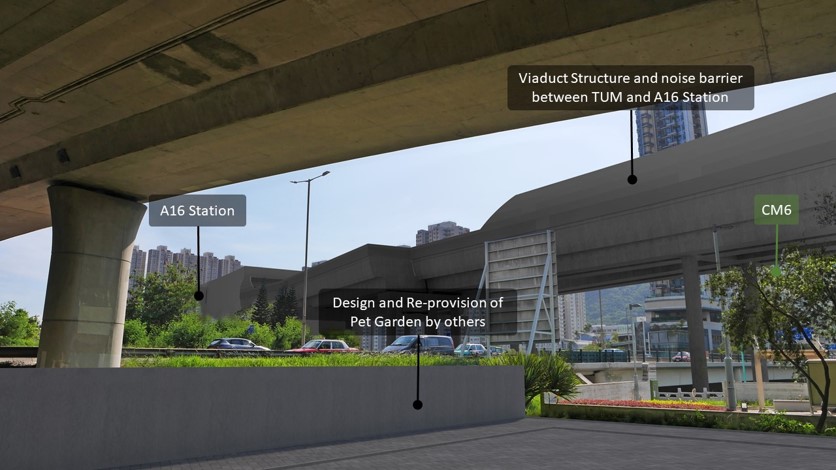 Viaduct Structure and noise barrier
between TUM and A16 Station
A16 Station
CM6
Design and Re-provision of
Pet Garden by others